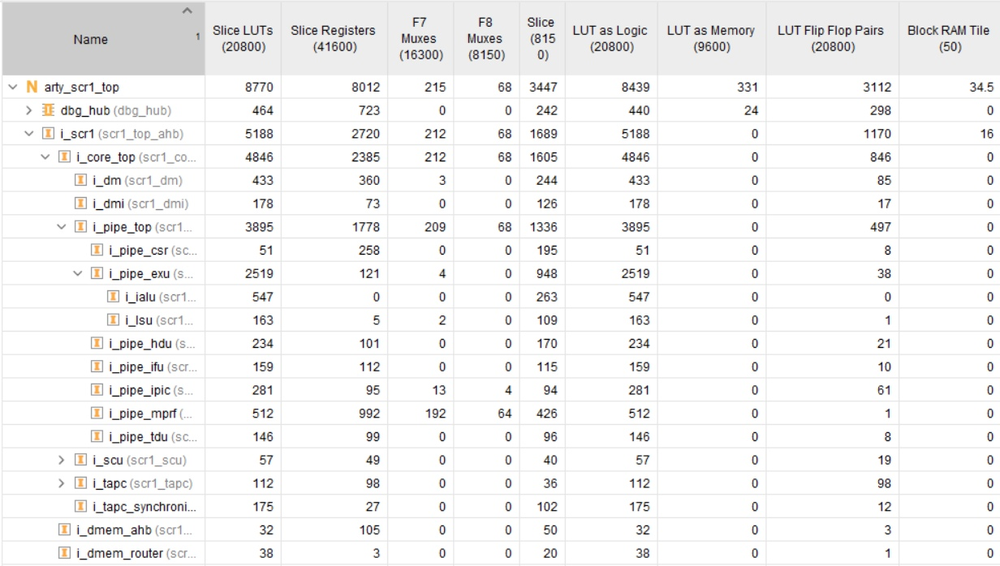 Name 1 Slice LUTs (20800) Slice Registers (41600) F7 Muxes (16300) F8 Muxes (8150) Slice (815 0) LUT as Logic (20800) LUT as Memory (9600) LUT Flip Flop Pairs (20800) Block RAM Tile (50)
N arty_scr1_top 8770 8012 215 68 3447 8439 331 3112 34.5
dbg_hub (dbg_hub) 464 723 0 0 242 440 24 298 0
I i_scr1 (scr1_top_ahb) 5188 2720 212 68 1689 5188 0 1170 16
I i_core_top (scr1_co... 4846 2385 212 68 1605 4846 0 846 0
I i_dm (scr1_dm) 433 360 3 0 244 433 0 85 0
I i_dmi (scr1_dmi) 178 73 0 0 126 178 0 17 0
I i_pipe_top (scr1... 3895 1778 209 68 1336 3895 0 497 0
I i_pipe_csr (sc... 51 258 0 0 195 51 0 8 0
I i_pipe_exu (s... 2519 121 4 0 948 2519 0 38 0
I i_ialu (scr1... 547 0 0 0 263 547 0 0 0
I i_lsu (scr1... 163 5 2 0 109 163 0 1 0
I i_pipe_hdu (s... 234 101 0 0 170 234 0 21 0
I i_pipe_ifu (scr... 159 112 0 0 115 159 0 10 0
I i_pipe_ipic (s... 281 95 13 4 94 281 0 61 0
I i_pipe_mprf (... 512 992 192 64 426 512 0 1 0
I i_pipe_tdu (sc... 146 99 0 0 96 146 0 8 0
I i_scu (scr1_scu) 57 49 0 0 40 57 0 19 0
I i_tapc (scr1_tapc) 112 98 0 0 36 112 0 98 0
I i_tapc_synchroni... 175 27 0 0 102 175 0 12 0
I i_dmem_ahb (scr1... 32 105 0 0 50 32 0 3 0
I i_dmem_router (scr... 38 3 0 0 20 38 0 1 0